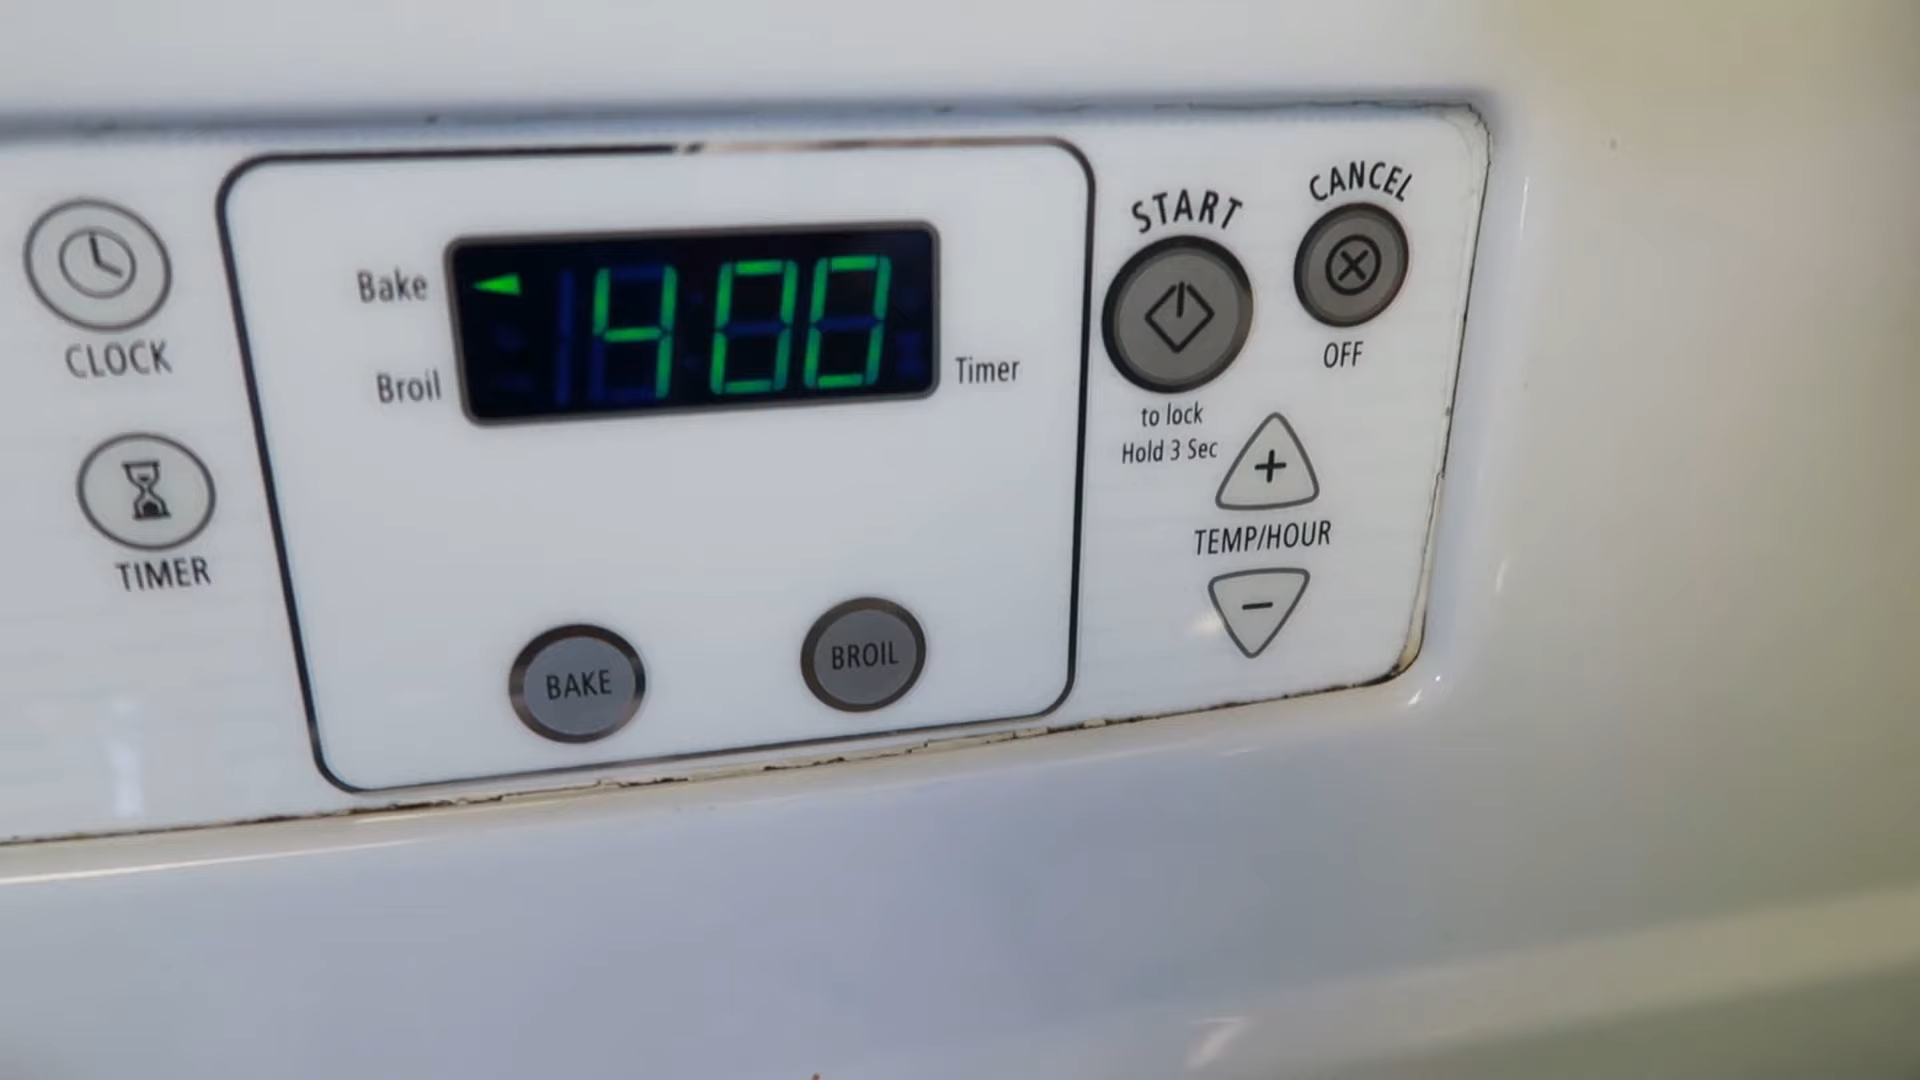 CLOCK
TIMER
Bake
Broil
400
Timer
BAKE
BROIL
START
to lock
Hold 3 Sec
CANCEL
OFF
+
TEMP/HOUR
-